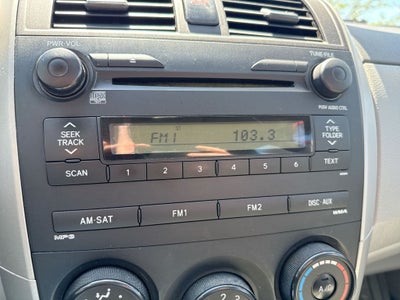 PWR·VOL
TUNE·FILE
PUSH AUDIO CTRL
SEEK
TRACK
FM1 103.3
TYPE
FOLDER
SCAN
1 2 3 4 5 6
TEXT
AM·SAT
FM1
FM2
DISC·AUX
MP3
WMA
A/C